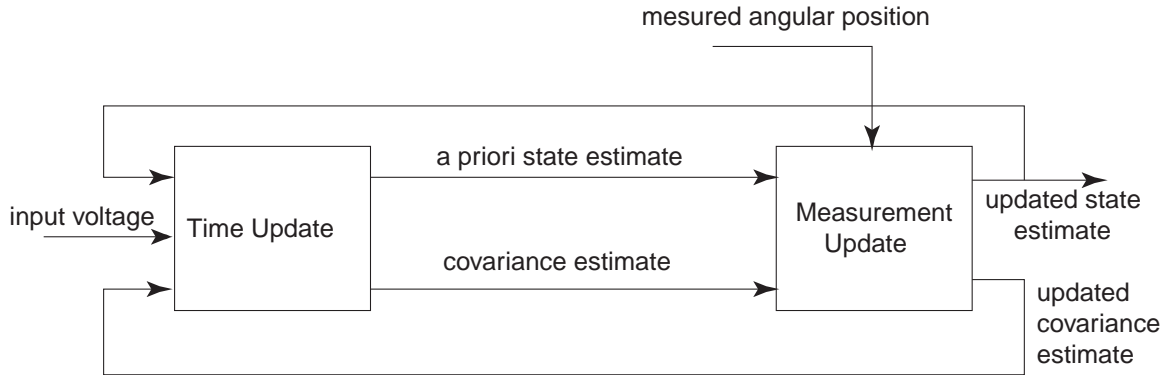 mesured angular position
a priori state estimate
input voltage
Time Update
Measurement
Update
updated state
estimate
covariance estimate
updated
covariance
estimate